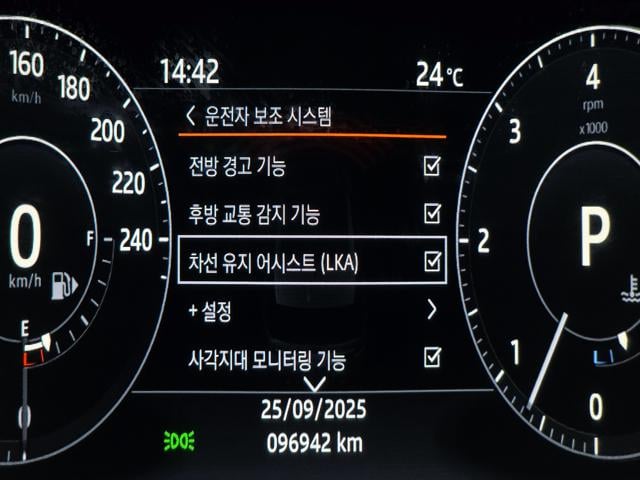 14:42 24°C
< 운전자 보조 시스템
전방 경고 기능
후방 교통 감지 기능
차선 유지 어시스트 (LKA)
+ 설정 >
사각지대 모니터링 기능
25/09/2025
096942 km
160
km/h
180
200
220
240
0
km/h
F
E
0
4
rpm
x1000
3
2
1
0
P